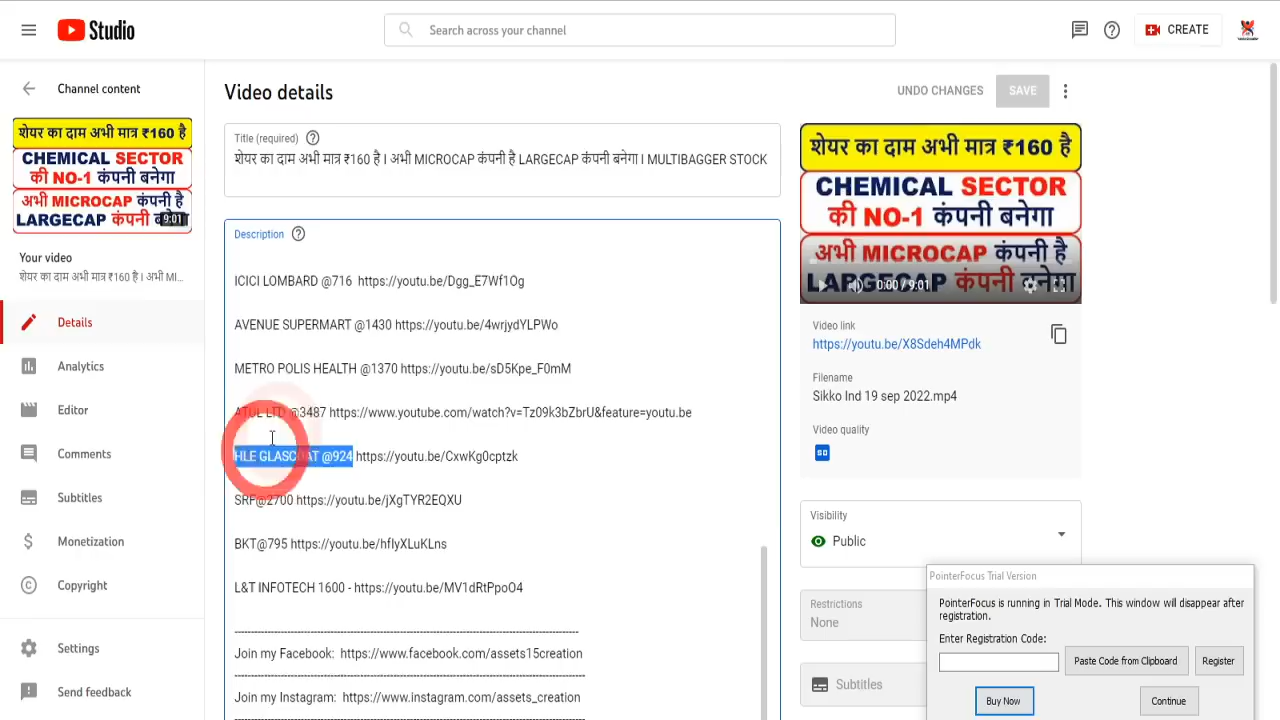 Studio
Search across your channel
CREATE
Channel content
शेयर का दाम अभी मात्र ₹160 है
CHEMICAL SECTOR
की NO-1 कंपनी बनेगा
अभी MICROCAP कंपनी है
LARGECAP कंपनी
9:01
Your video
शेयर का दाम अभी मात्र ₹160 है I अभी MI...
Details
Analytics
Editor
Comments
Subtitles
Monetization
Copyright
Settings
Send feedback
Video details
UNDO CHANGES
SAVE
Title (required)
शेयर का दाम अभी मात्र ₹160 है I अभी MICROCAP कंपनी है LARGECAP कंपनी बनेगा I MULTIBAGGER STOCK
Description
ICICI LOMBARD @716 https://youtu.be/Dgg_E7Wf1Og
AVENUE SUPERMART @1430 https://youtu.be/4wrjydYLPWo
METRO POLIS HEALTH @1370 https://youtu.be/sD5Kpe_F0mM
ATUL LTD @3487 https://www.youtube.com/watch?v=Tz09k3bZbrU&feature=youtu.be
HLE GLASCOAT @924 https://youtu.be/CxwKg0cptzk
SRF@2700 https://youtu.be/jXgTYR2EQXU
BKT@795 https://youtu.be/hfIyXLuKLns
L&T INFOTECH 1600 - https://youtu.be/MV1dRtPpoO4
Join my Facebook: https://www.facebook.com/assets15creation
Join my Instagram: https://www.instagram.com/assets_creation
शेयर का दाम अभी मात्र ₹160 है
CHEMICAL SECTOR
की NO-1 कंपनी बनेगा
अभी MICROCAP कंपनी है
LARGECAP कंपनी बनेगा
0:00 / 9:01
Video link
https://youtu.be/X8Sdeh4MPdk
Filename
Sikko Ind 19 sep 2022.mp4
Video quality
SD
Visibility
Public
Restrictions
None
Subtitles
PointerFocus Trial Version
PointerFocus is running in Trial Mode. This window will disappear after
registration.
Enter Registration Code:
Paste Code from Clipboard
Register
Buy Now
Continue